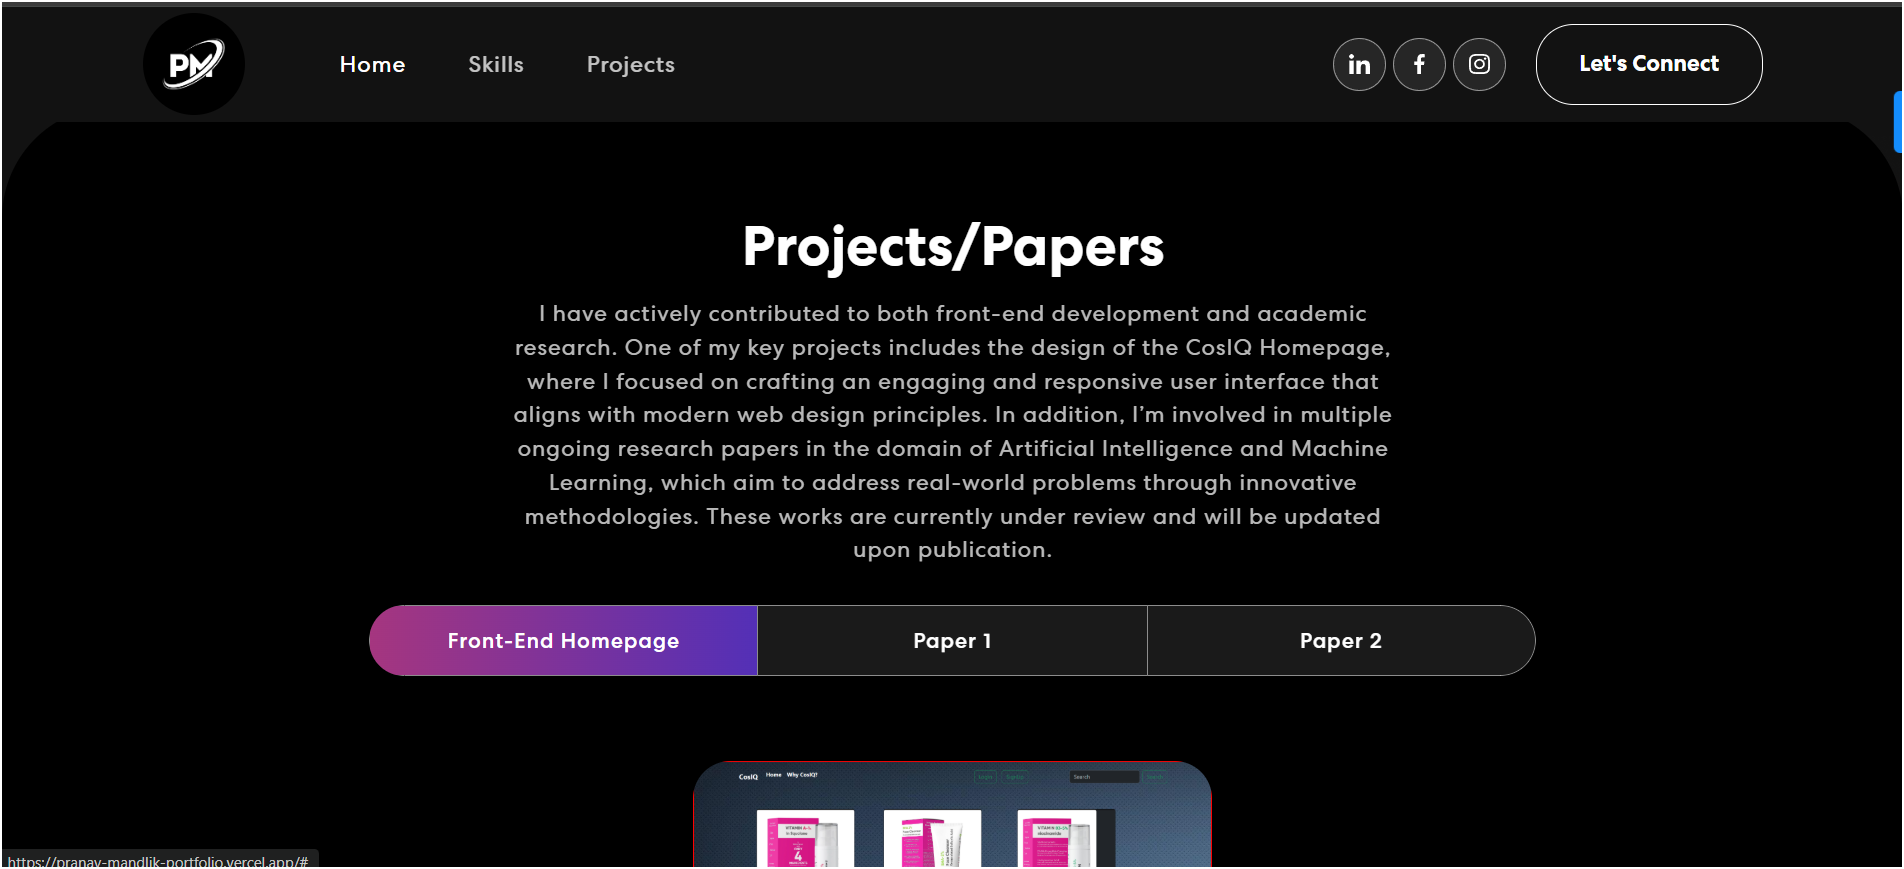 PM
Home
Skills
Projects
in
f
Let's Connect
Projects/Papers
I have actively contributed to both front-end development and academic
research. One of my key projects includes the design of the CosIQ Homepage,
where I focused on crafting an engaging and responsive user interface that
aligns with modern web design principles. In addition, I’m involved in multiple
ongoing research papers in the domain of Artificial Intelligence and Machine
Learning, which aim to address real-world problems through innovative
methodologies. These works are currently under review and will be updated
upon publication.
Front-End Homepage
Paper 1
Paper 2
CosIQ
Home
Why CosIQ?
Search
Search
4
https://pranav-mandlik-portfolio.vercel.app/#